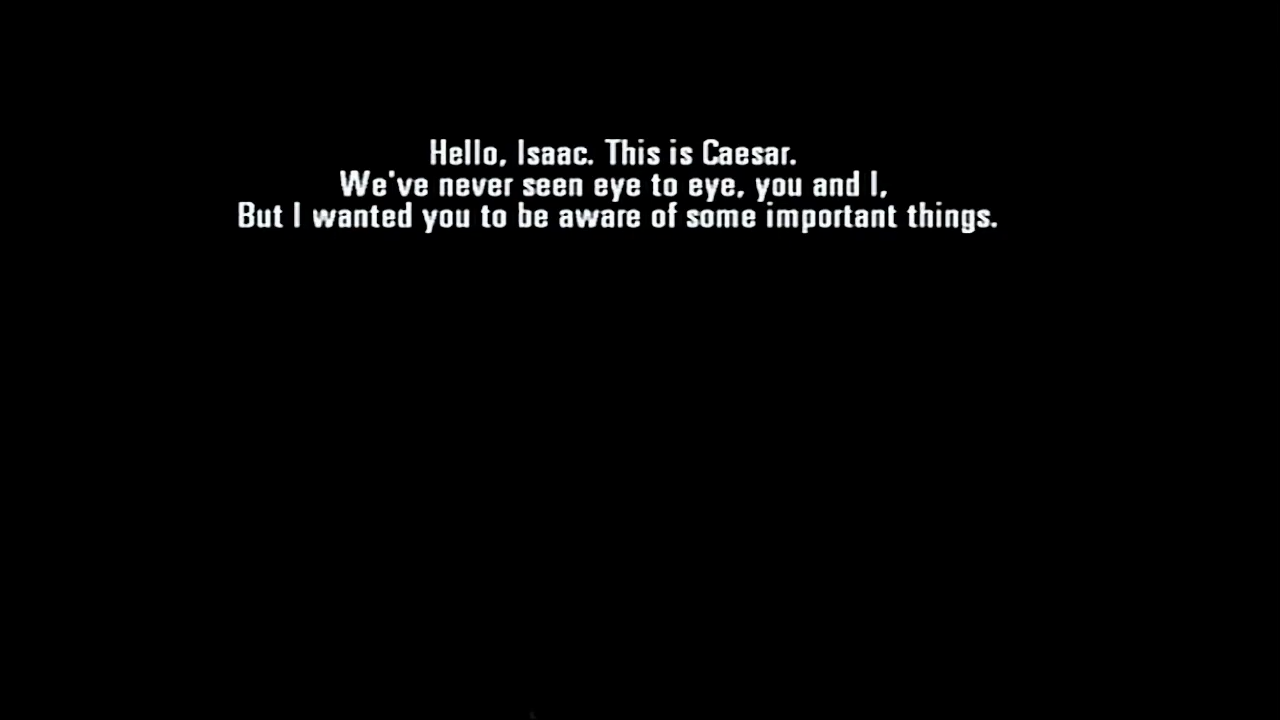 Hello, Isaac. This is Caesar.
We've never seen eye to eye, you and I,
But I wanted you to be aware of some important things.